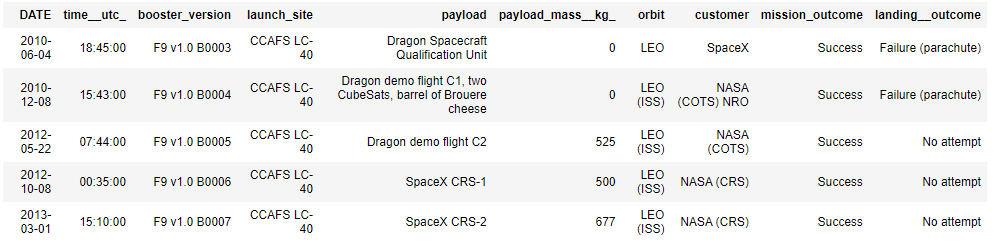 DATE time__utc_ booster_version launch_site payload payload_mass__kg_ orbit customer mission_outcome landing__outcome
2010-06-04 18:45:00 F9 v1.0 B0003 CCAFS LC-40 Dragon Spacecraft Qualification Unit 0 LEO SpaceX Success Failure (parachute)
2010-12-08 15:43:00 F9 v1.0 B0004 CCAFS LC-40 Dragon demo flight C1, two CubeSats, barrel of Brouere cheese 0 LEO (ISS) NASA (COTS) NRO Success Failure (parachute)
2012-05-22 07:44:00 F9 v1.0 B0005 CCAFS LC-40 Dragon demo flight C2 525 LEO (ISS) NASA (COTS) Success No attempt
2012-10-08 00:35:00 F9 v1.0 B0006 CCAFS LC-40 SpaceX CRS-1 500 LEO (ISS) NASA (CRS) Success No attempt
2013-03-01 15:10:00 F9 v1.0 B0007 CCAFS LC-40 SpaceX CRS-2 677 LEO (ISS) NASA (CRS) Success No attempt